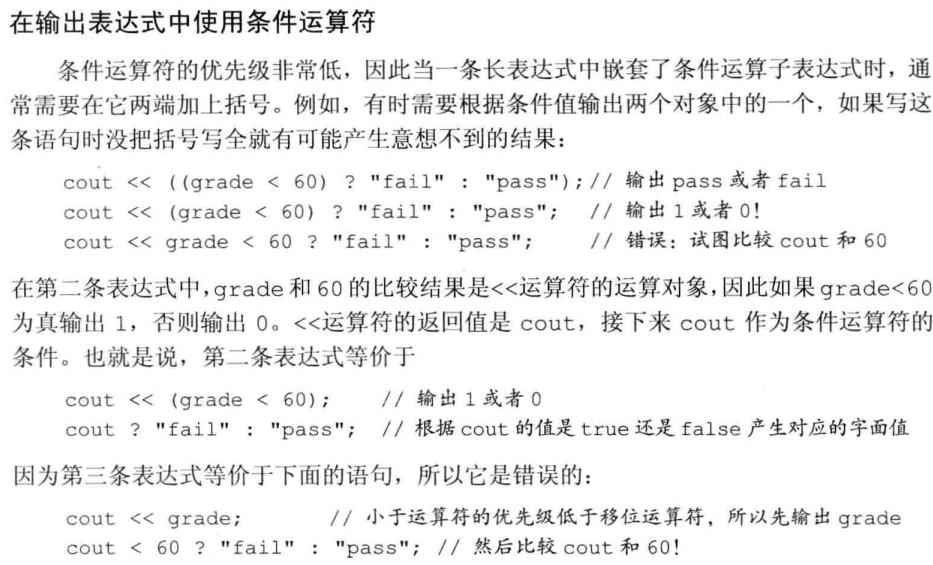 在输出表达式中使用条件运算符
条件运算符的优先级非常低，因此当一条长表达式中嵌套了条件运算子表达式时，通
常需要在它两端加上括号。例如，有时需要根据条件值输出两个对象中的一个，如果写这
条语句时没把括号写全就有可能产生意想不到的结果：
cout << ((grade < 60) ? "fail" : "pass");// 输出 pass 或者 fail
cout << (grade < 60) ? "fail" : "pass"; // 输出 1 或者 0!
cout << grade < 60 ? "fail" : "pass"; // 错误：试图比较 cout 和 60
在第二条表达式中，grade 和 60 的比较结果是<<运算符的运算对象，因此如果 grade<60
为真输出 1，否则输出 0。<<运算符的返回值是 cout，接下来 cout 作为条件运算符的
条件。也就是说，第二条表达式等价于
cout << (grade < 60); // 输出 1 或者 0
cout ? "fail" : "pass"; // 根据 cout 的值是 true 还是 false 产生对应的字面值
因为第三条表达式等价于下面的语句，所以它是错误的：
cout << grade; // 小于运算符的优先级低于移位运算符，所以先输出 grade
cout < 60 ? "fail" : "pass"; // 然后比较 cout 和 60!